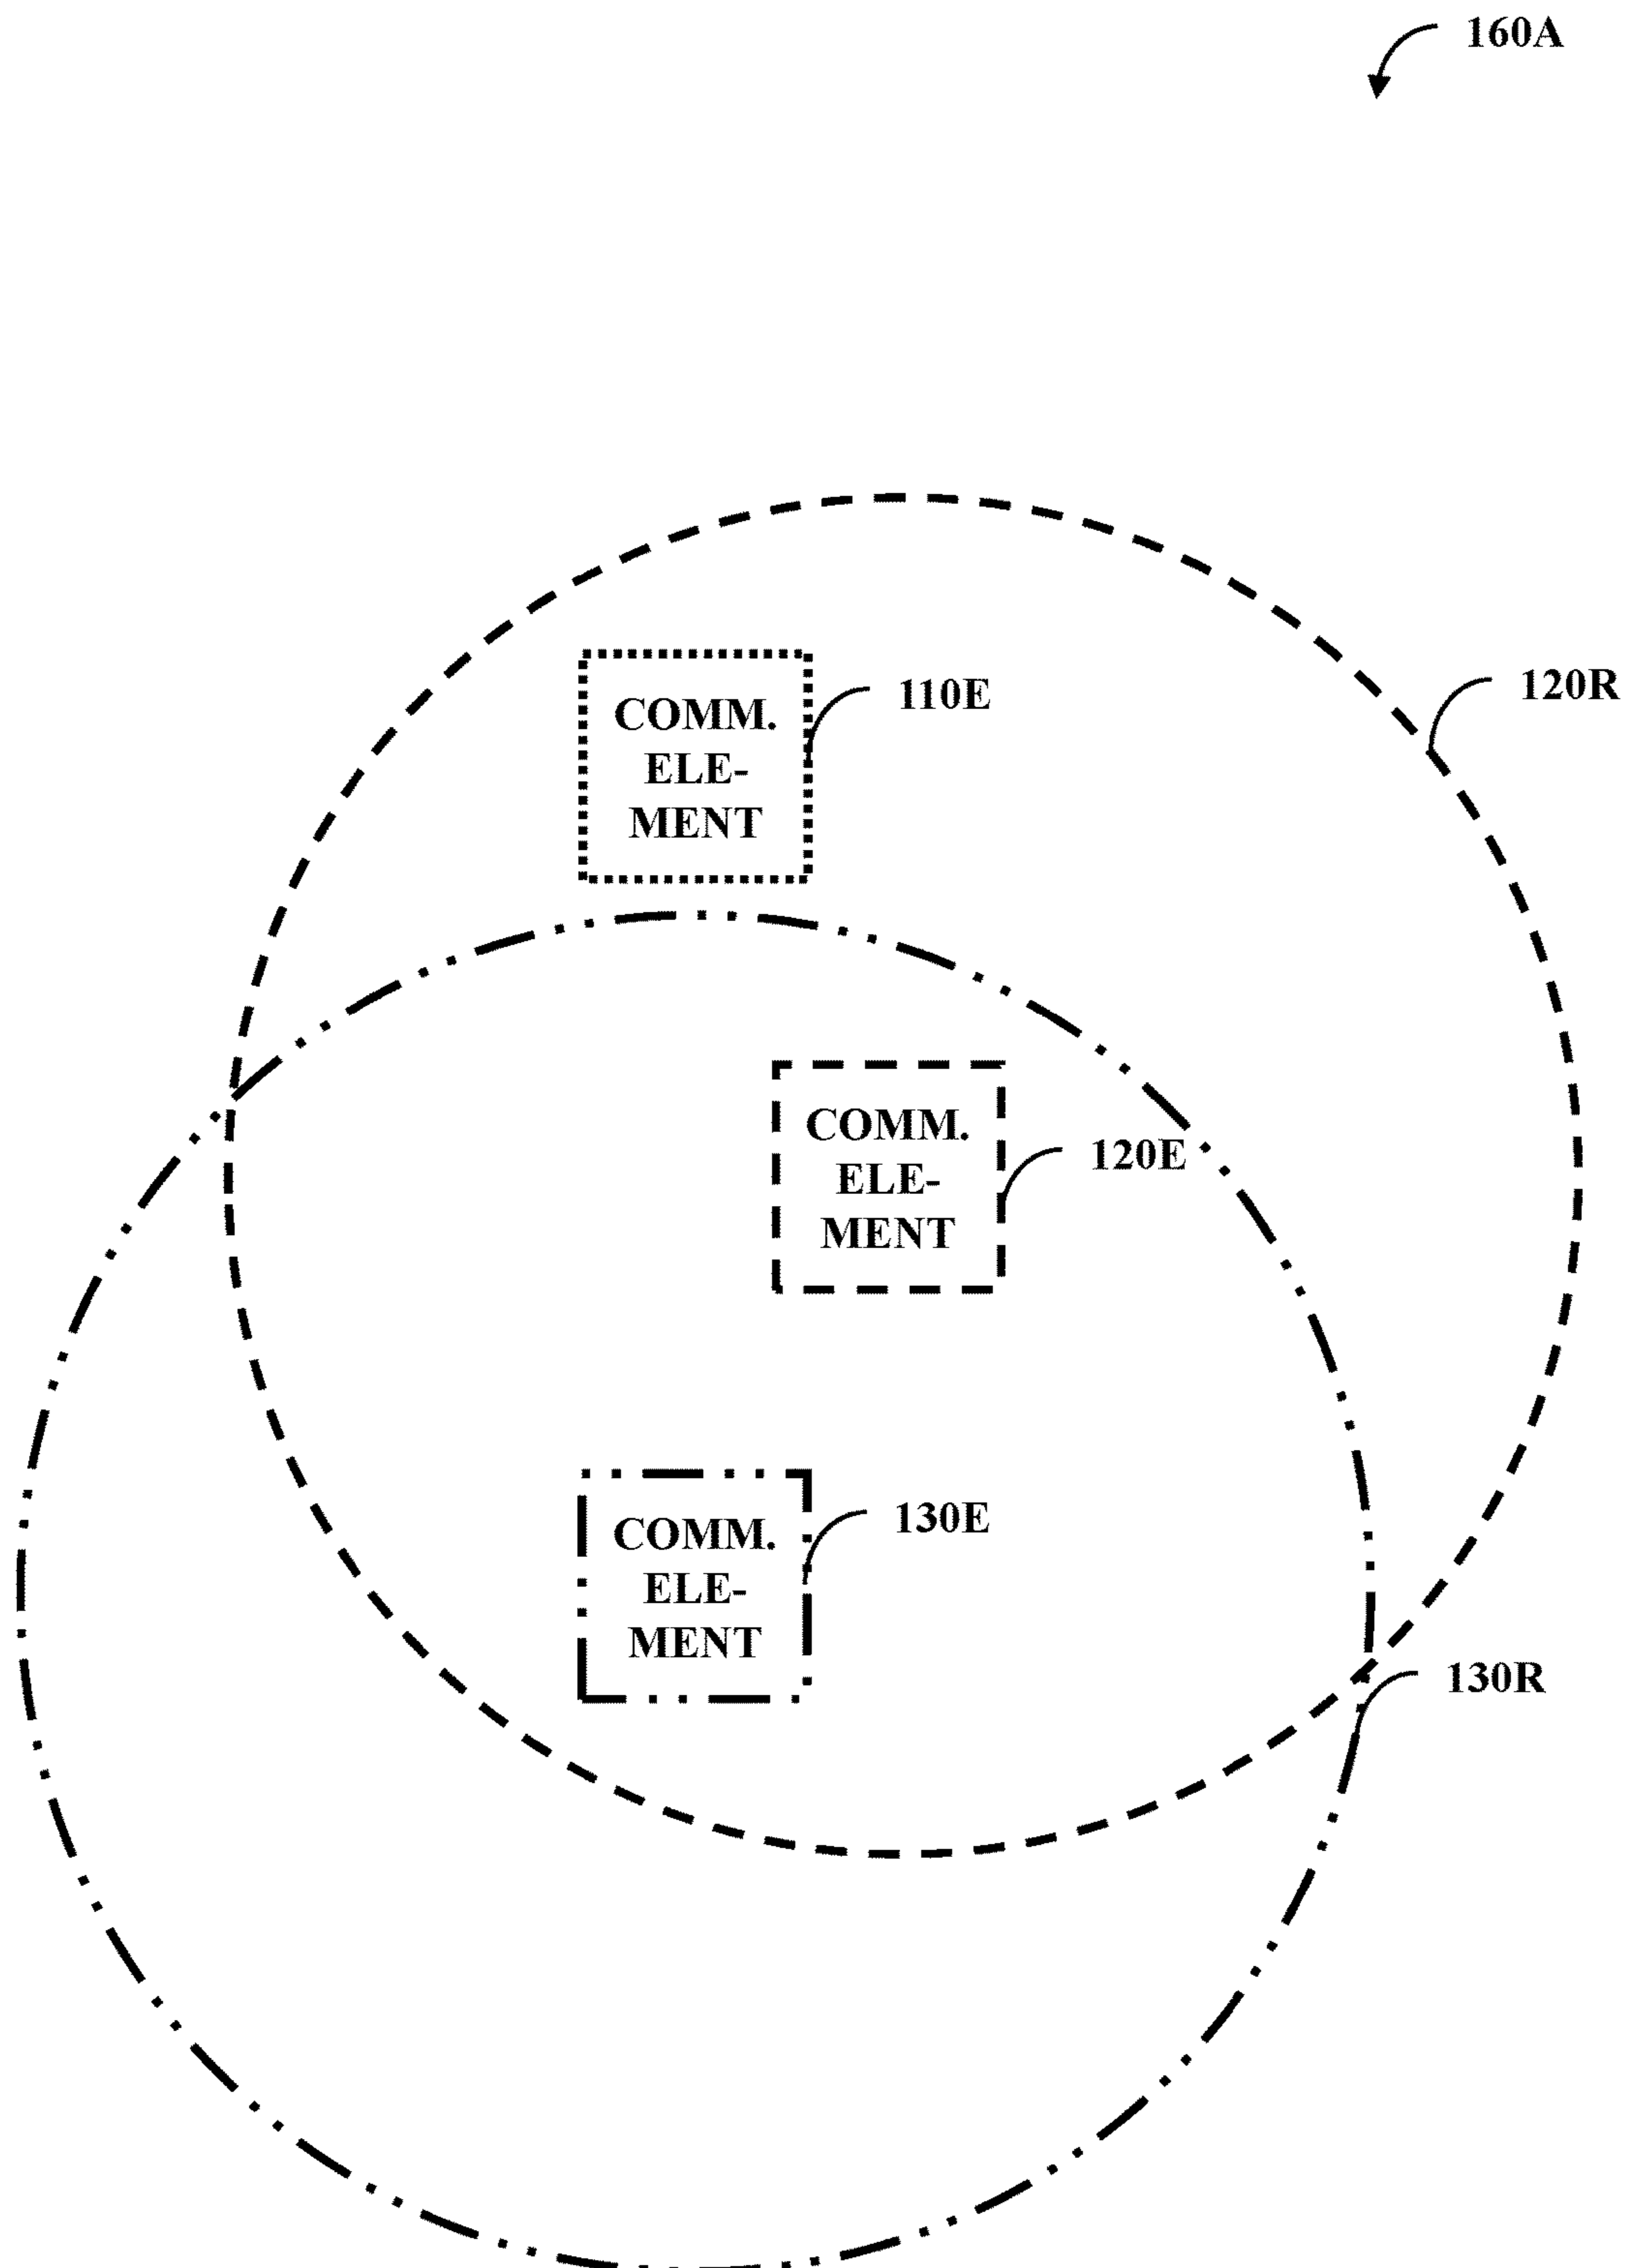 160A
120R
110E
COMM.
ELE-
MENT
120E
COMM.
ELE-
MENT
130E
COMM.
ELE-
MENT
130R